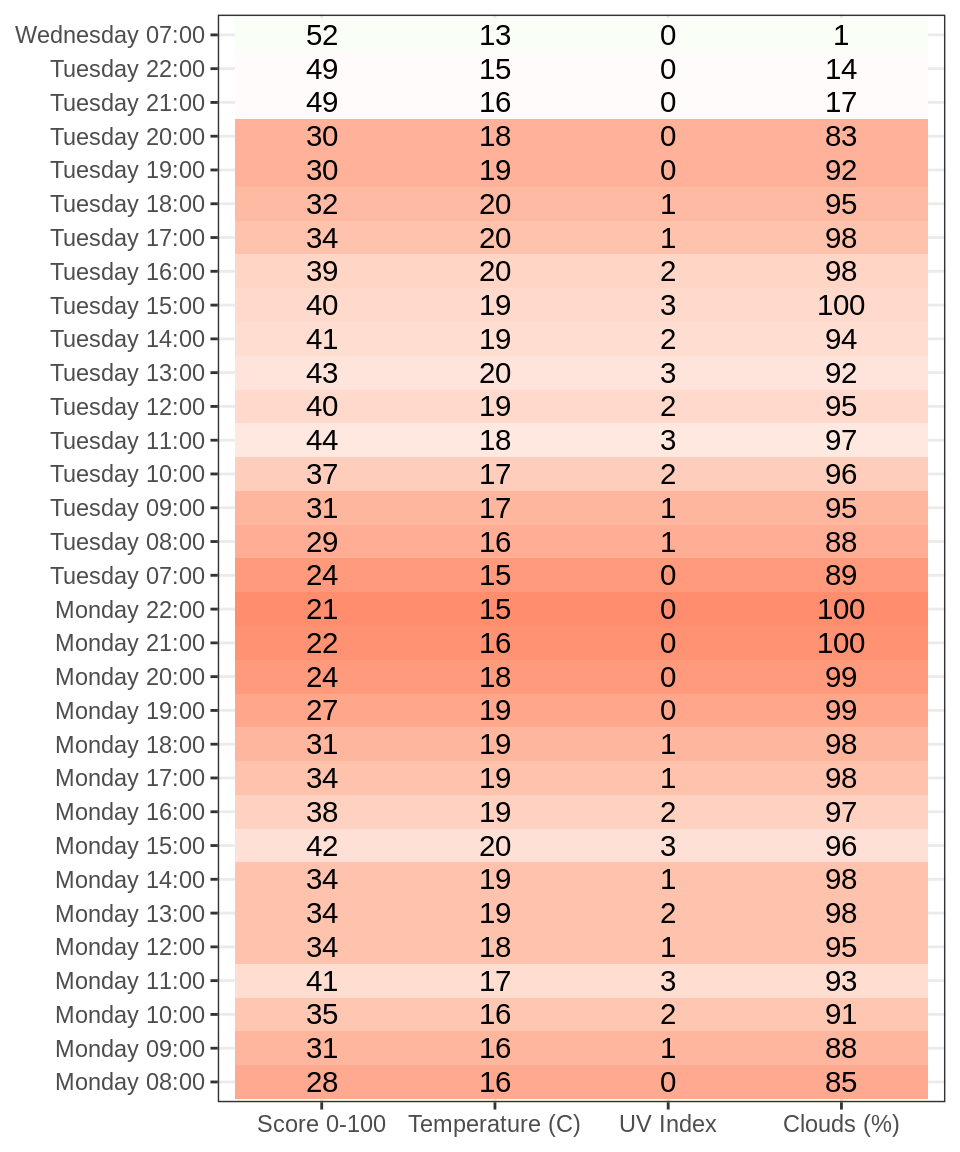 Wednesday 07:00 52 13 0 1
Tuesday 22:00 49 15 0 14
Tuesday 21:00 49 16 0 17
Tuesday 20:00 30 18 0 83
Tuesday 19:00 30 19 0 92
Tuesday 18:00 32 20 1 95
Tuesday 17:00 34 20 1 98
Tuesday 16:00 39 20 2 98
Tuesday 15:00 40 19 3 100
Tuesday 14:00 41 19 2 94
Tuesday 13:00 43 20 3 92
Tuesday 12:00 40 19 2 95
Tuesday 11:00 44 18 3 97
Tuesday 10:00 37 17 2 96
Tuesday 09:00 31 17 1 95
Tuesday 08:00 29 16 1 88
Tuesday 07:00 24 15 0 89
Monday 22:00 21 15 0 100
Monday 21:00 22 16 0 100
Monday 20:00 24 18 0 99
Monday 19:00 27 19 0 99
Monday 18:00 31 19 1 98
Monday 17:00 34 19 1 98
Monday 16:00 38 19 2 97
Monday 15:00 42 20 3 96
Monday 14:00 34 19 1 98
Monday 13:00 34 19 2 98
Monday 12:00 34 18 1 95
Monday 11:00 41 17 3 93
Monday 10:00 35 16 2 91
Monday 09:00 31 16 1 88
Monday 08:00 28 16 0 85
Score 0-100 Temperature (C) UV Index Clouds (%)